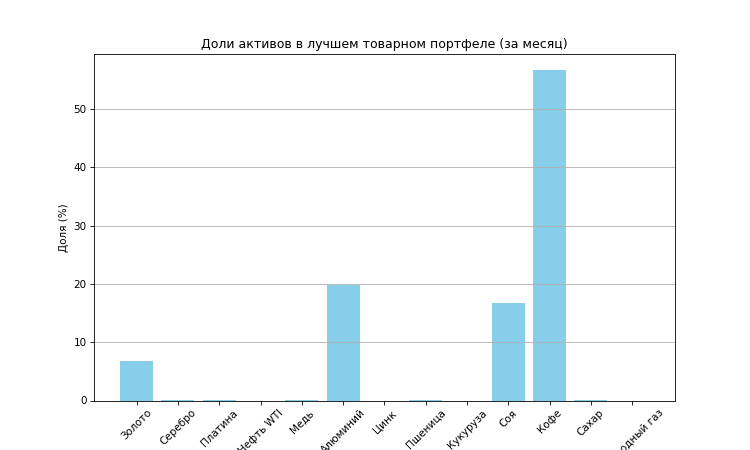 Доли активов в лучшем товарном портфеле (за месяц)
Доля (%)
50
40
30
20
10
0
Золото
Серебро
Платина
Нефть WTI
Медь
Алюминий
Цинк
Пшеница
Кукуруза
Соя
Кофе
Сахар
газ